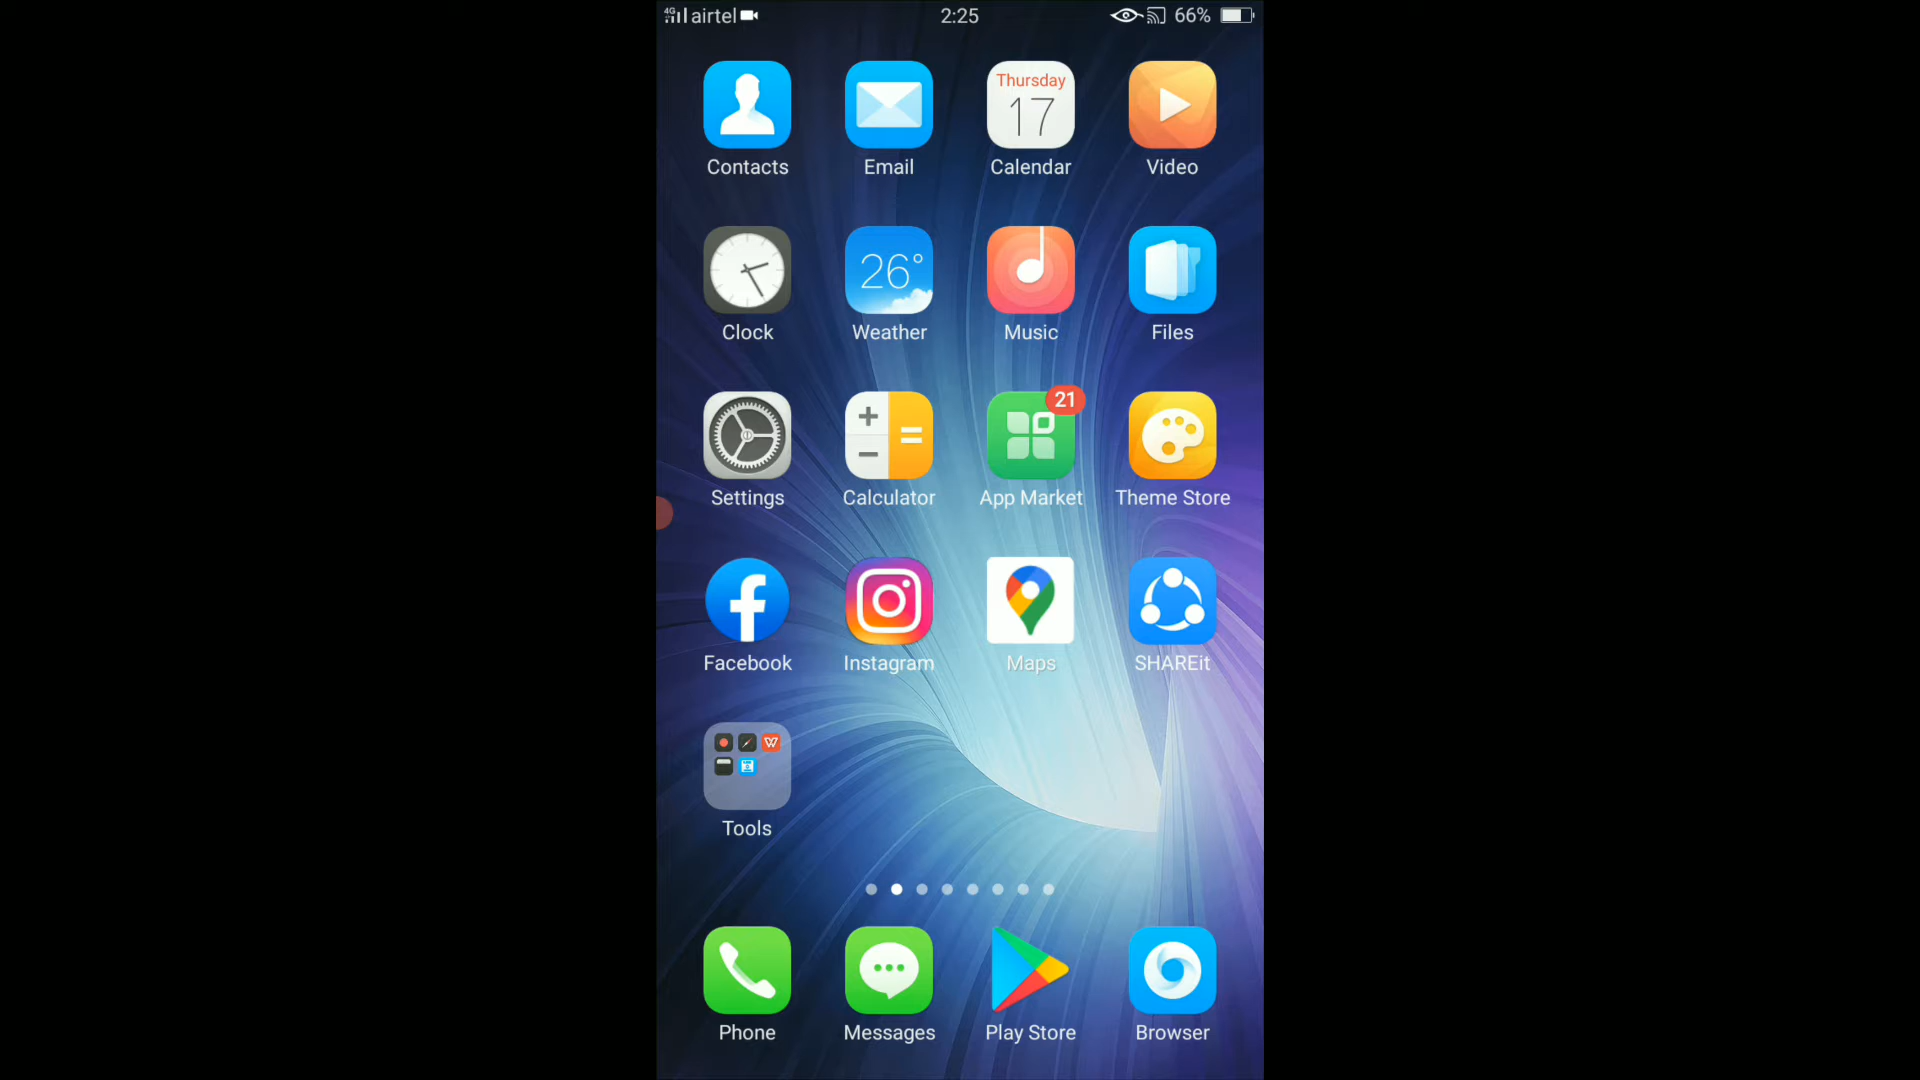 4G airtel 2:25 66%
Thursday
17
Contacts Email Calendar Video
26°
Clock Weather Music Files
21
Settings Calculator App Market Theme Store
Facebook Instagram Maps SHAREit
Tools
Phone Messages Play Store Browser